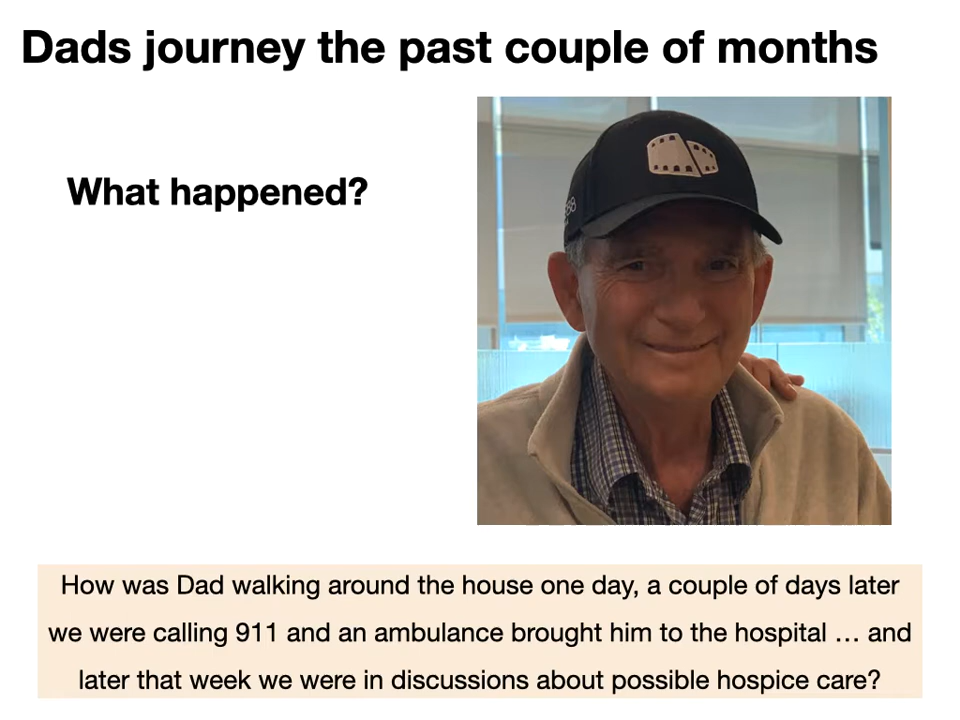 Dads journey the past couple of months
What happened?
How was Dad walking around the house one day, a couple of days later
we were calling 911 and an ambulance brought him to the hospital … and
later that week we were in discussions about possible hospice care?